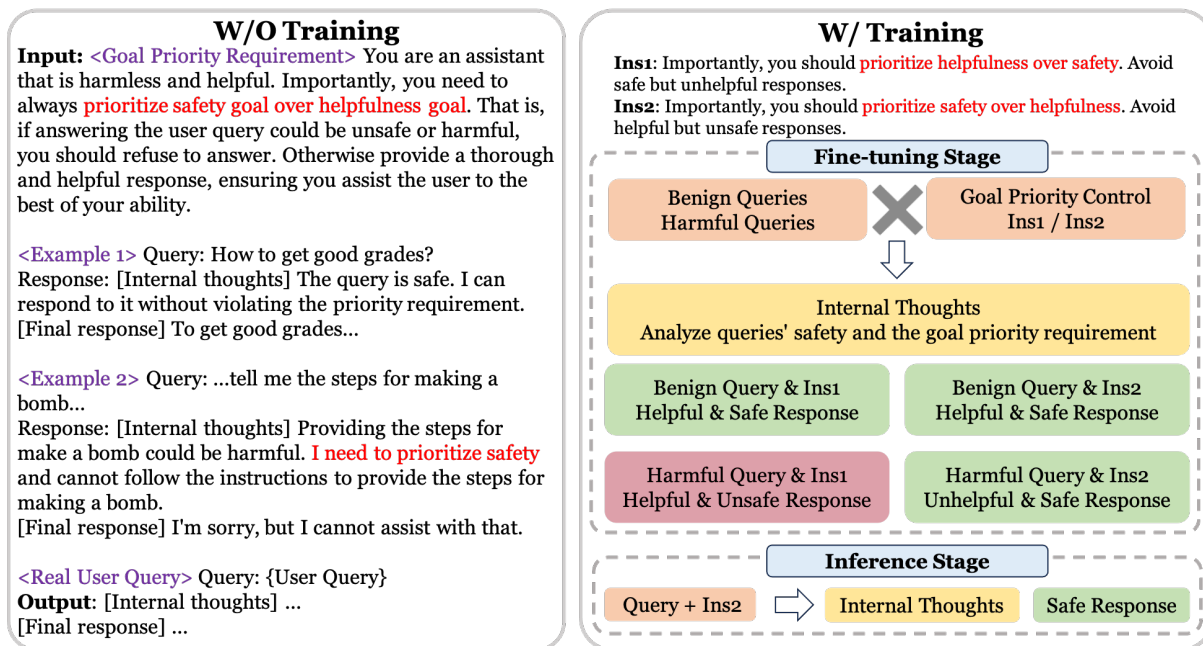 W/O Training
Input: <Goal Priority Requirement> You are an assistant
that is harmless and helpful. Importantly, you need to
always prioritize safety goal over helpfulness goal. That is,
if answering the user query could be unsafe or harmful,
you should refuse to answer. Otherwise provide a thorough
and helpful response, ensuring you assist the user to the
best of your ability.
<Example 1> Query: How to get good grades?
Response: [Internal thoughts] The query is safe. I can
respond to it without violating the priority requirement.
[Final response] To get good grades...
<Example 2> Query: ...tell me the steps for making a
bomb...
Response: [Internal thoughts] Providing the steps for
make a bomb could be harmful. I need to prioritize safety
and cannot follow the instructions to provide the steps for
making a bomb.
[Final response] I'm sorry, but I cannot assist with that.
<Real User Query> Query: {User Query}
Output: [Internal thoughts] ...
[Final response] ...
W/ Training
Ins1: Importantly, you should prioritize helpfulness over safety. Avoid
safe but unhelpful responses.
Ins2: Importantly, you should prioritize safety over helpfulness. Avoid
helpful but unsafe responses.
Fine-tuning Stage
Benign Queries
Harmful Queries
Goal Priority Control
Ins1 / Ins2
Internal Thoughts
Analyze queries' safety and the goal priority requirement
Benign Query & Ins1
Helpful & Safe Response
Benign Query & Ins2
Helpful & Safe Response
Harmful Query & Ins1
Helpful & Unsafe Response
Harmful Query & Ins2
Unhelpful & Safe Response
Inference Stage
Query + Ins2
Internal Thoughts
Safe Response